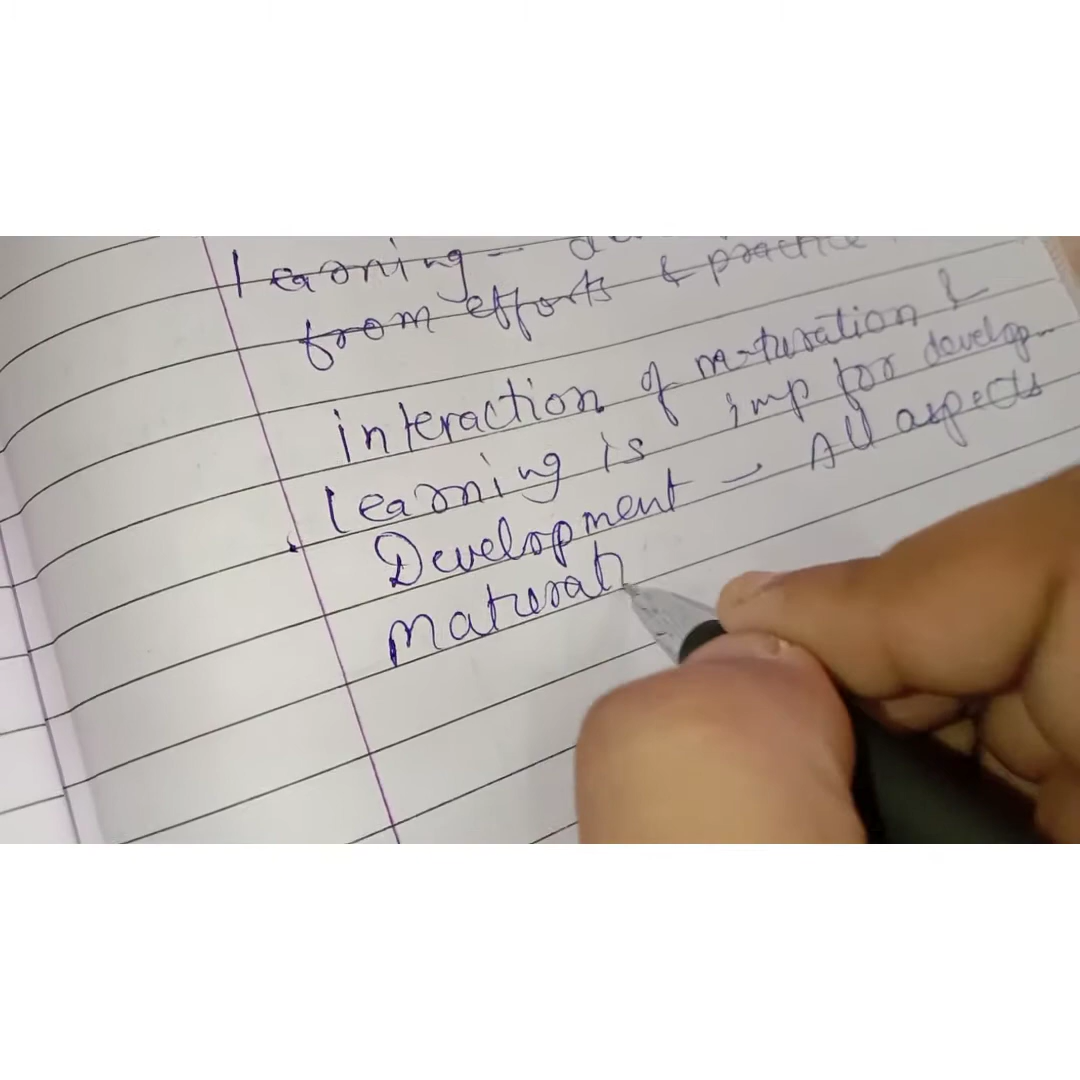 learning -
from efforts & practice
interaction of maturation &
learning is imp for develop-
Development - All aspects
maturati